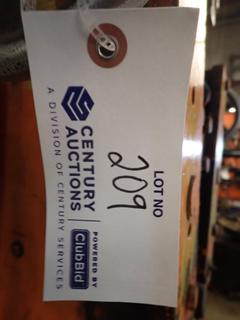 CENTURY
AUCTIONS
A DIVISION OF CENTURY SERVICES
POWERED BY
ClubBid
LOT NO
209